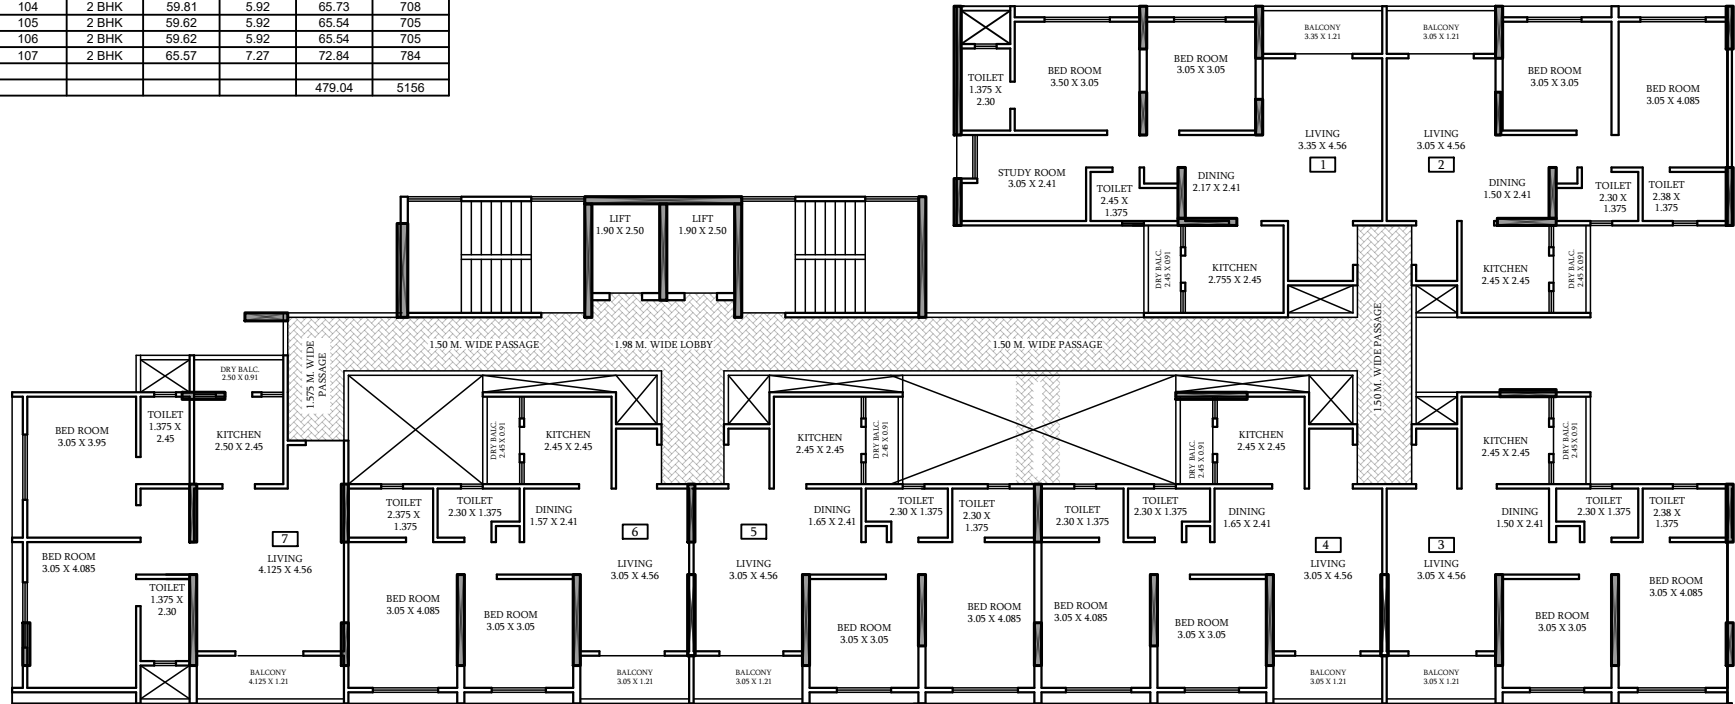 104 2 BHK 59.81 5.92 65.73 708
105 2 BHK 59.62 5.92 65.54 705
106 2 BHK 59.62 5.92 65.54 705
107 2 BHK 65.57 7.27 72.84 784
479.04 5156
TOILET
1.375 X
2.30
BED ROOM
3.50 X 3.05
BED ROOM
3.05 X 3.05
BALCONY
3.35 X 1.21
BALCONY
3.05 X 1.21
BED ROOM
3.05 X 3.05
BED ROOM
3.05 X 4.085
LIVING
3.35 X 4.56
1
LIVING
3.05 X 4.56
2
STUDY ROOM
3.05 X 2.41
TOILET
2.45 X
1.375
DINING
2.17 X 2.41
DINING
1.50 X 2.41
TOILET
2.30 X
1.375
TOILET
2.38 X
1.375
LIFT
1.90 X 2.50
LIFT
1.90 X 2.50
DRY BALC.
2.45 X 0.91
KITCHEN
2.755 X 2.45
KITCHEN
2.45 X 2.45
DRY BALC.
2.45 X 0.91
1.575 M. WIDE
PASSAGE
1.50 M. WIDE PASSAGE
1.98 M. WIDE LOBBY
1.50 M. WIDE PASSAGE
1.50 M. WIDE PASSAGE
DRY BALC.
2.50 X 0.91
BED ROOM
3.05 X 3.95
TOILET
1.375 X
2.45
KITCHEN
2.50 X 2.45
DRY BALC.
2.45 X 0.91
KITCHEN
2.45 X 2.45
KITCHEN
2.45 X 2.45
DRY BALC.
2.45 X 0.91
DRY BALC.
2.45 X 0.91
KITCHEN
2.45 X 2.45
KITCHEN
2.45 X 2.45
DRY BALC.
2.45 X 0.91
TOILET
2.375 X
1.375
TOILET
2.30 X 1.375
DINING
1.57 X 2.41
DINING
1.65 X 2.41
TOILET
2.30 X 1.375
TOILET
2.30 X
1.375
TOILET
2.30 X 1.375
TOILET
2.30 X 1.375
DINING
1.65 X 2.41
DINING
1.50 X 2.41
TOILET
2.30 X 1.375
TOILET
2.38 X
1.375
BED ROOM
3.05 X 4.085
7
LIVING
4.125 X 4.56
6
LIVING
3.05 X 4.56
5
LIVING
3.05 X 4.56
4
LIVING
3.05 X 4.56
3
LIVING
3.05 X 4.56
TOILET
1.375 X
2.30
BED ROOM
3.05 X 4.085
BED ROOM
3.05 X 3.05
BED ROOM
3.05 X 3.05
BED ROOM
3.05 X 4.085
BED ROOM
3.05 X 4.085
BED ROOM
3.05 X 3.05
BED ROOM
3.05 X 3.05
BED ROOM
3.05 X 4.085
BALCONY
4.125 X 1.21
BALCONY
3.05 X 1.21
BALCONY
3.05 X 1.21
BALCONY
3.05 X 1.21
BALCONY
3.05 X 1.21